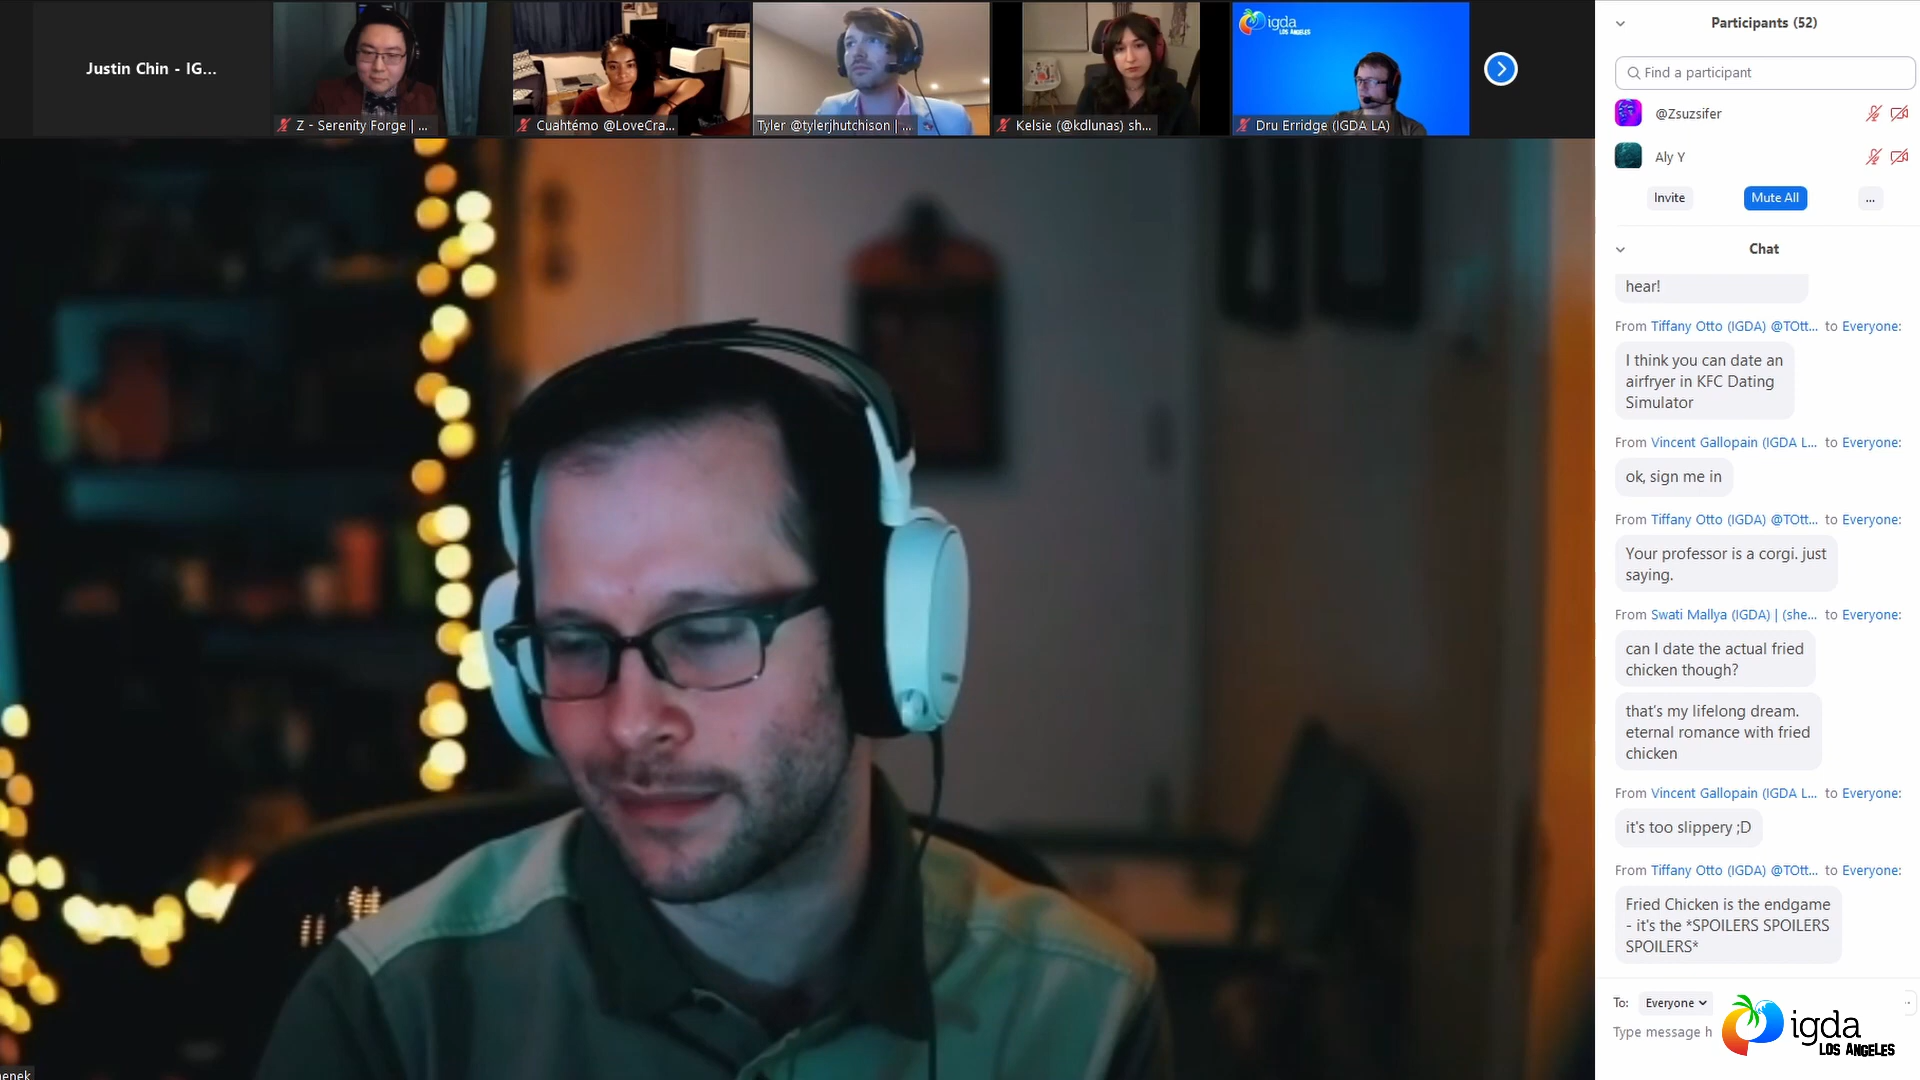 Justin Chin - IG...
Z - Serenity Forge | ...
Cuahtémo @LoveCra...
Tyler @tylerjhutchison | ...
Kelsie (@kdlunas) sh...
igda
LOS ANGELES
Dru Erridge (IGDA LA)
enek
Participants (52)
Find a participant
@Zsuzsifer
Aly Y
Invite
Mute All
...
Chat
hear!
From Tiffany Otto (IGDA) @TOtt... to Everyone:
I think you can date an
airfryer in KFC Dating
Simulator
From Vincent Gallopain (IGDA L... to Everyone:
ok, sign me in
From Tiffany Otto (IGDA) @TOtt... to Everyone:
Your professor is a corgi. just
saying.
From Swati Mallya (IGDA) | (she... to Everyone:
can I date the actual fried
chicken though?
that's my lifelong dream.
eternal romance with fried
chicken
From Vincent Gallopain (IGDA L... to Everyone:
it's too slippery ;D
From Tiffany Otto (IGDA) @TOtt... to Everyone:
Fried Chicken is the endgame
- it's the *SPOILERS SPOILERS
SPOILERS*
To: Everyone
Type message h
igda
LOS ANGELES